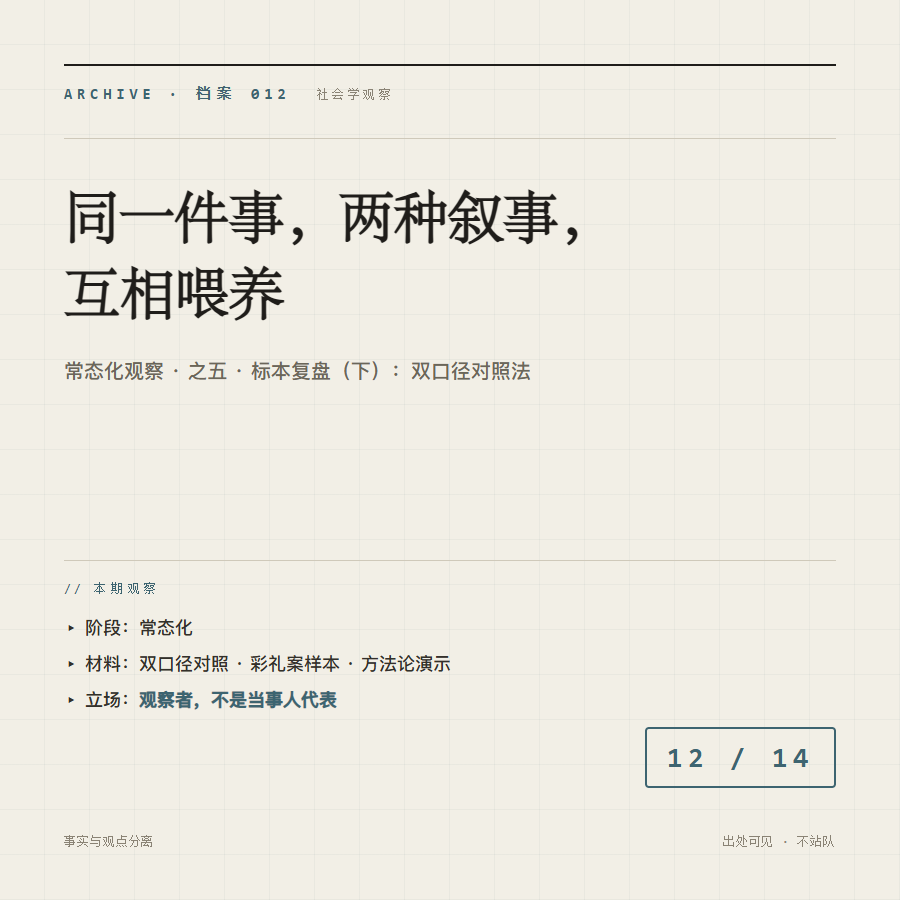 ARCHIVE · 档案 012 社会学观察
同一件事，两种叙事，
互相喂养
常态化观察 · 之五 · 标本复盘（下）：双口径对照法
// 本期观察
▸ 阶段：常态化
▸ 材料：双口径对照 · 彩礼案样本 · 方法论演示
▸ 立场：观察者，不是当事人代表
12 / 14
事实与观点分离
出处可见 · 不站队